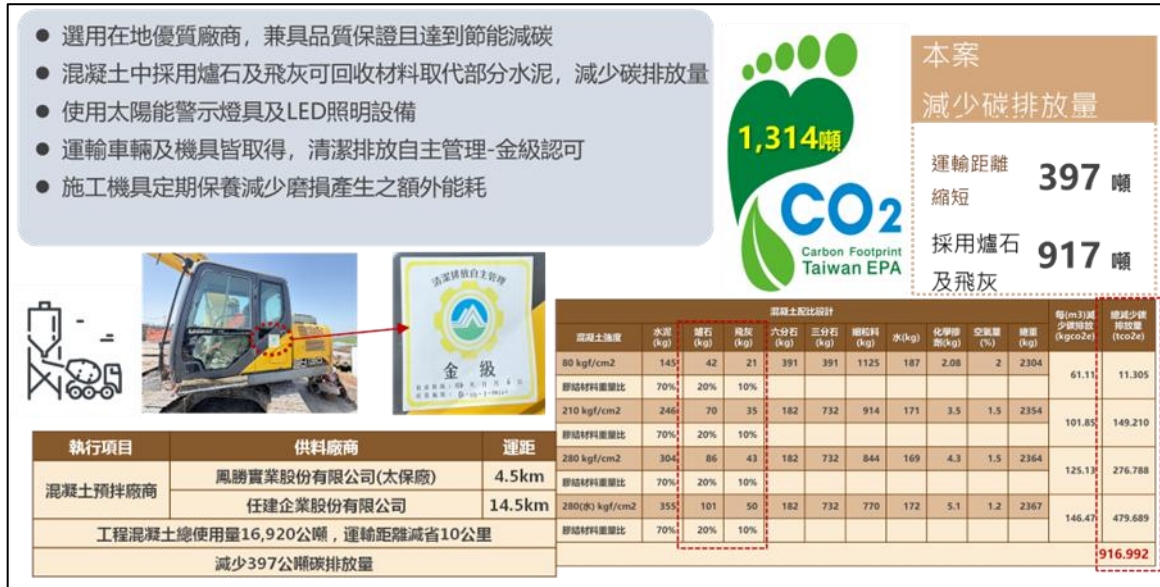 ● 選用在地優質廠商，兼具品質保證且達到節能減碳
● 混凝土中採用爐石及飛灰可回收材料取代部分水泥，減少碳排放量
● 使用太陽能警示燈具及LED照明設備
● 運輸車輛及機具皆取得，清潔排放自主管理-金級認可
● 施工機具定期保養減少磨損產生之額外能耗
1,314噸
CO2
Carbon Footprint
Taiwan EPA
本案
減少碳排放量
運輸距離
縮短
397 噸
採用爐石
及飛灰
917 噸
清潔排放自主管理
金級
執行項目 供料廠商 運距
混凝土預拌廠商 鳳勝實業股份有限公司(太保廠) 4.5km
任建企業股份有限公司 14.5km
工程混凝土總使用量16,920公噸，運輸距離減省10公里
減少397公噸碳排放量
混凝土配比設計 每(m3)減少碳排放(kgco2e) 總減少碳排放量(tco2e)
混凝土強度 水泥(kg) 爐石(kg) 飛灰(kg) 六分石(kg) 三分石(kg) 細粒料(kg) 水(kg) 化學摻劑(kg) 空氣量(%) 總重(kg)
80 kgf/cm2 145 42 21 391 391 1125 187 2.08 2 2304 61.11 11.305
膠結材料重量比 70% 20% 10%
210 kgf/cm2 246 70 35 182 732 914 171 3.5 1.5 2354 101.85 149.210
膠結材料重量比 70% 20% 10%
280 kgf/cm2 304 86 43 182 732 844 169 4.3 1.5 2364 125.13 276.788
膠結材料重量比 70% 20% 10%
280(水) kgf/cm2 355 101 50 182 732 770 172 5.1 1.2 2367 146.47 479.689
膠結材料重量比 70% 20% 10%
916.992